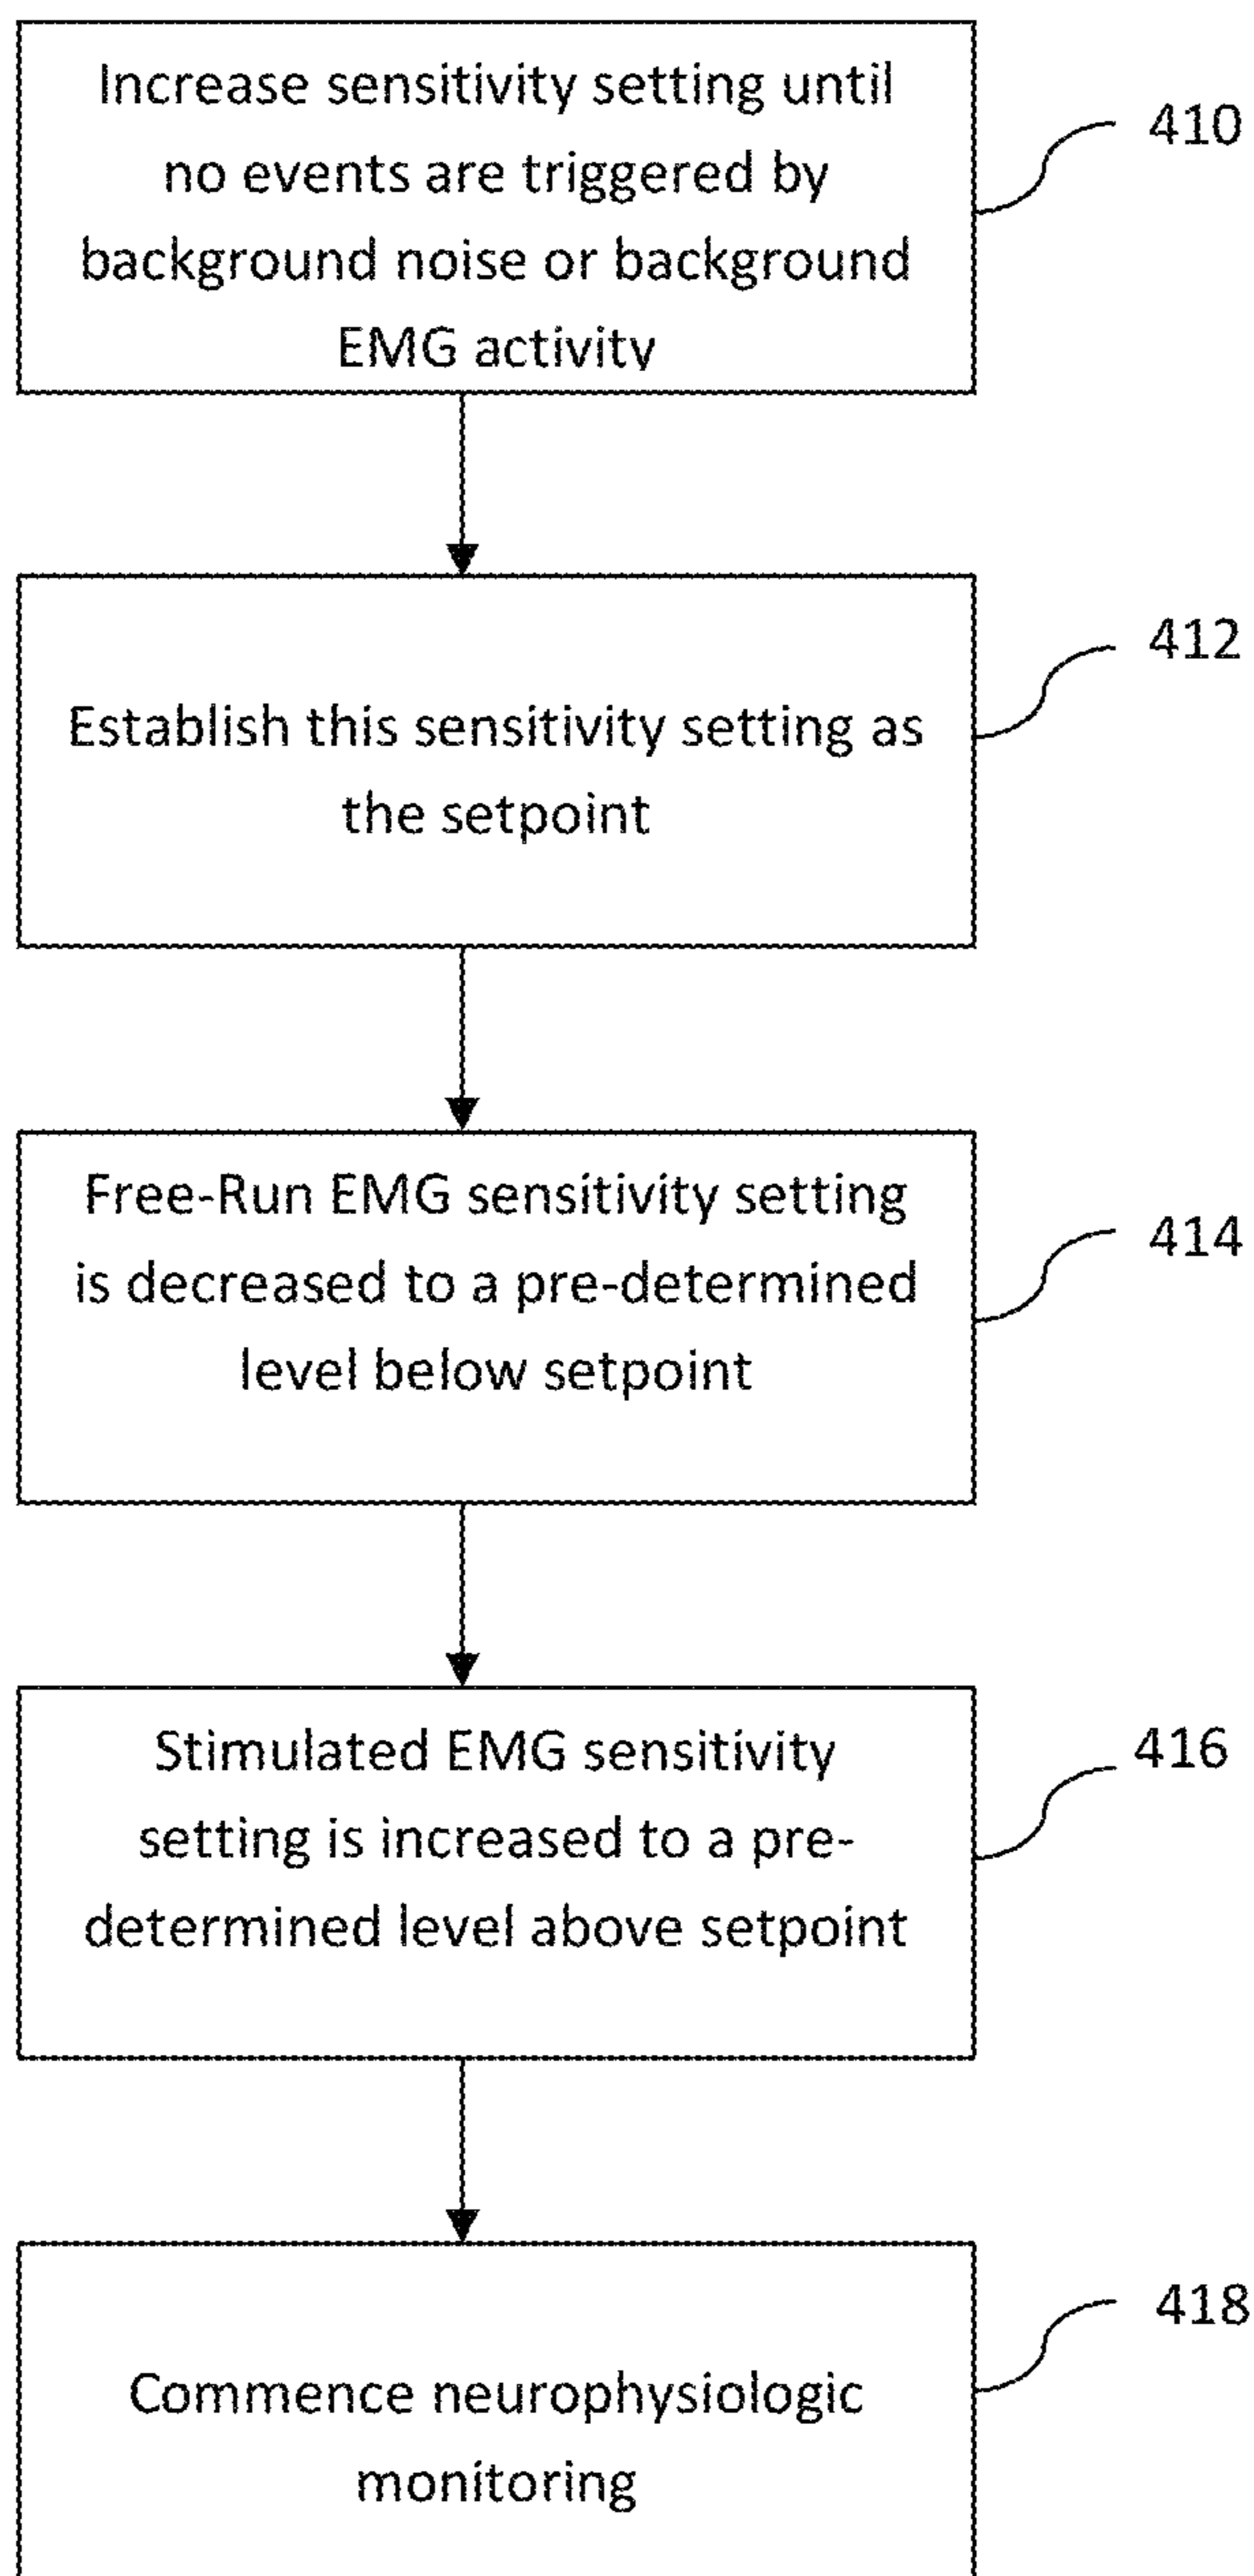 Increase sensitivity setting until
no events are triggered by
background noise or background
EMG activity
410
Establish this sensitivity setting as
the setpoint
412
Free-Run EMG sensitivity setting
is decreased to a pre-determined
level below setpoint
414
Stimulated EMG sensitivity
setting is increased to a pre-
determined level above setpoint
416
Commence neurophysiologic
monitoring
418